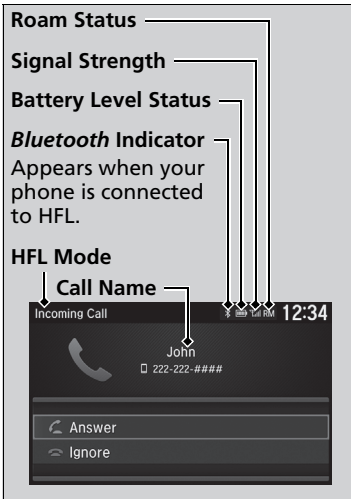 Roam Status
Signal Strength
Battery Level Status
Bluetooth Indicator
Appears when your
phone is connected
to HFL.
HFL Mode
Call Name
Incoming Call
RM 12:34
John
222-222-####
Answer
Ignore